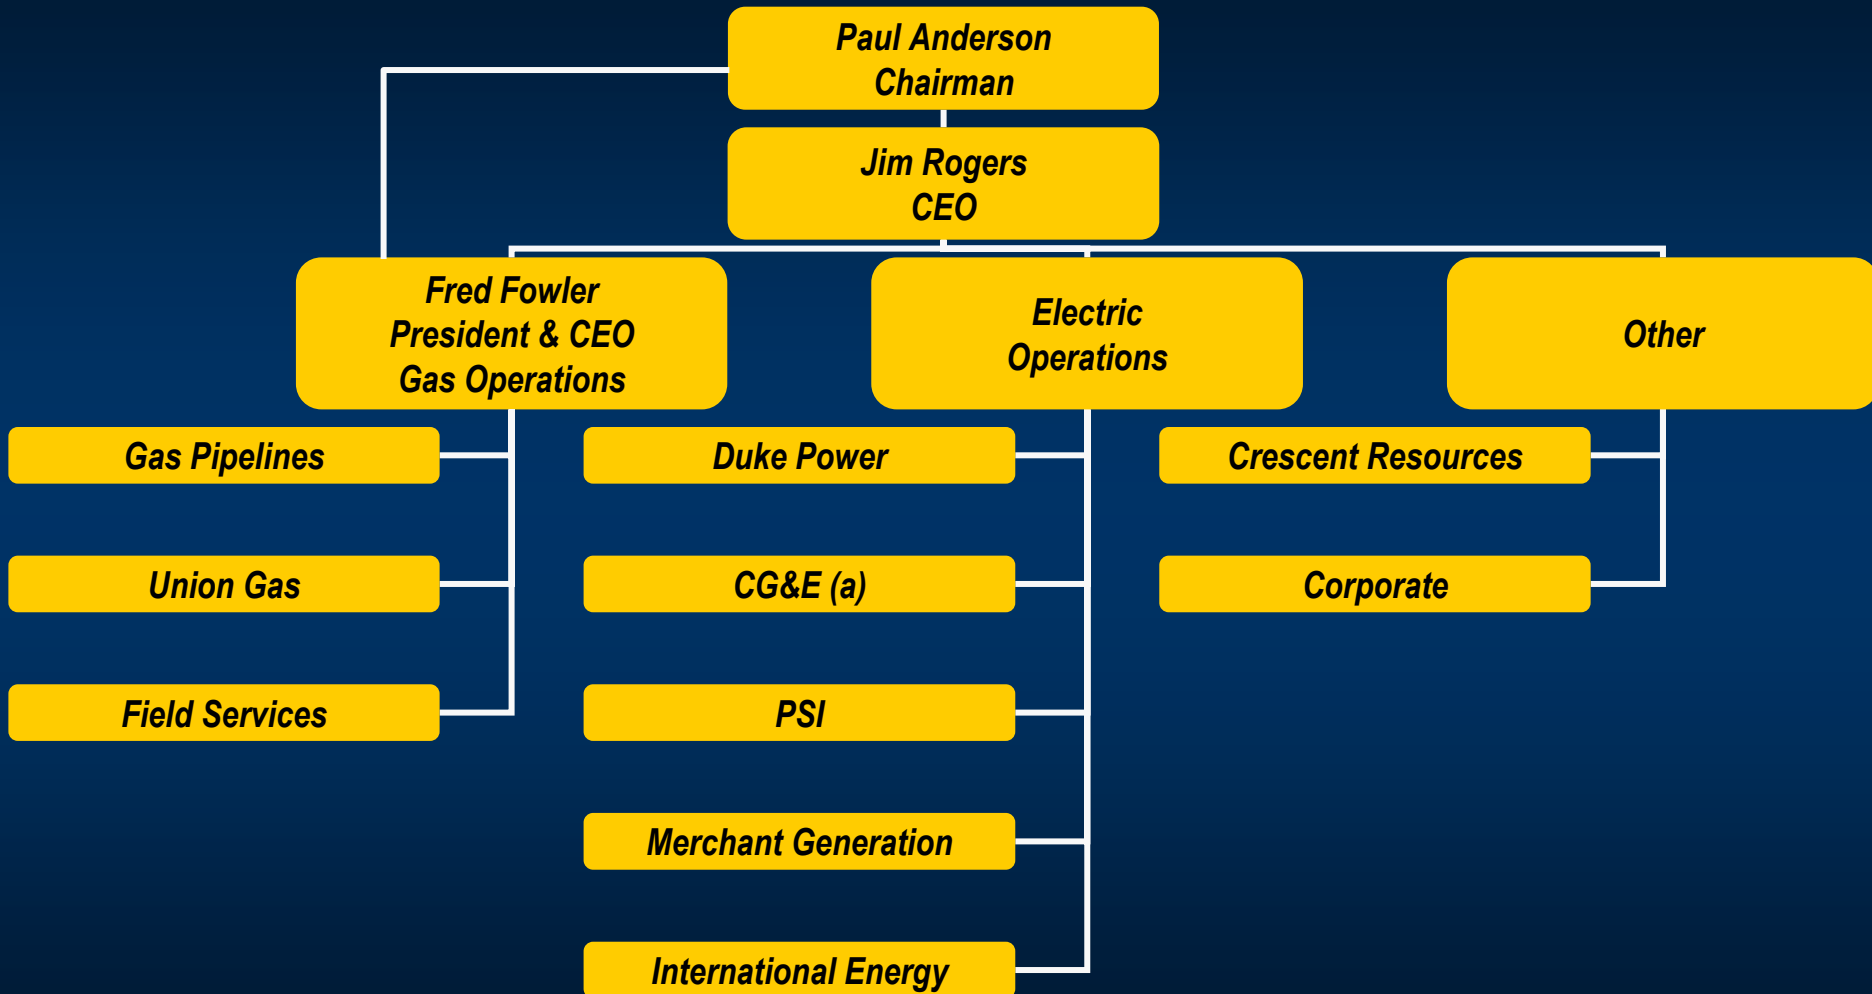 Paul Anderson
Chairman
Jim Rogers
CEO
Fred Fowler
President & CEO
Gas Operations
Electric
Operations
Other
Gas Pipelines
Duke Power
Crescent Resources
Union Gas
CG&E (a)
Corporate
Field Services
PSI
Merchant Generation
International Energy